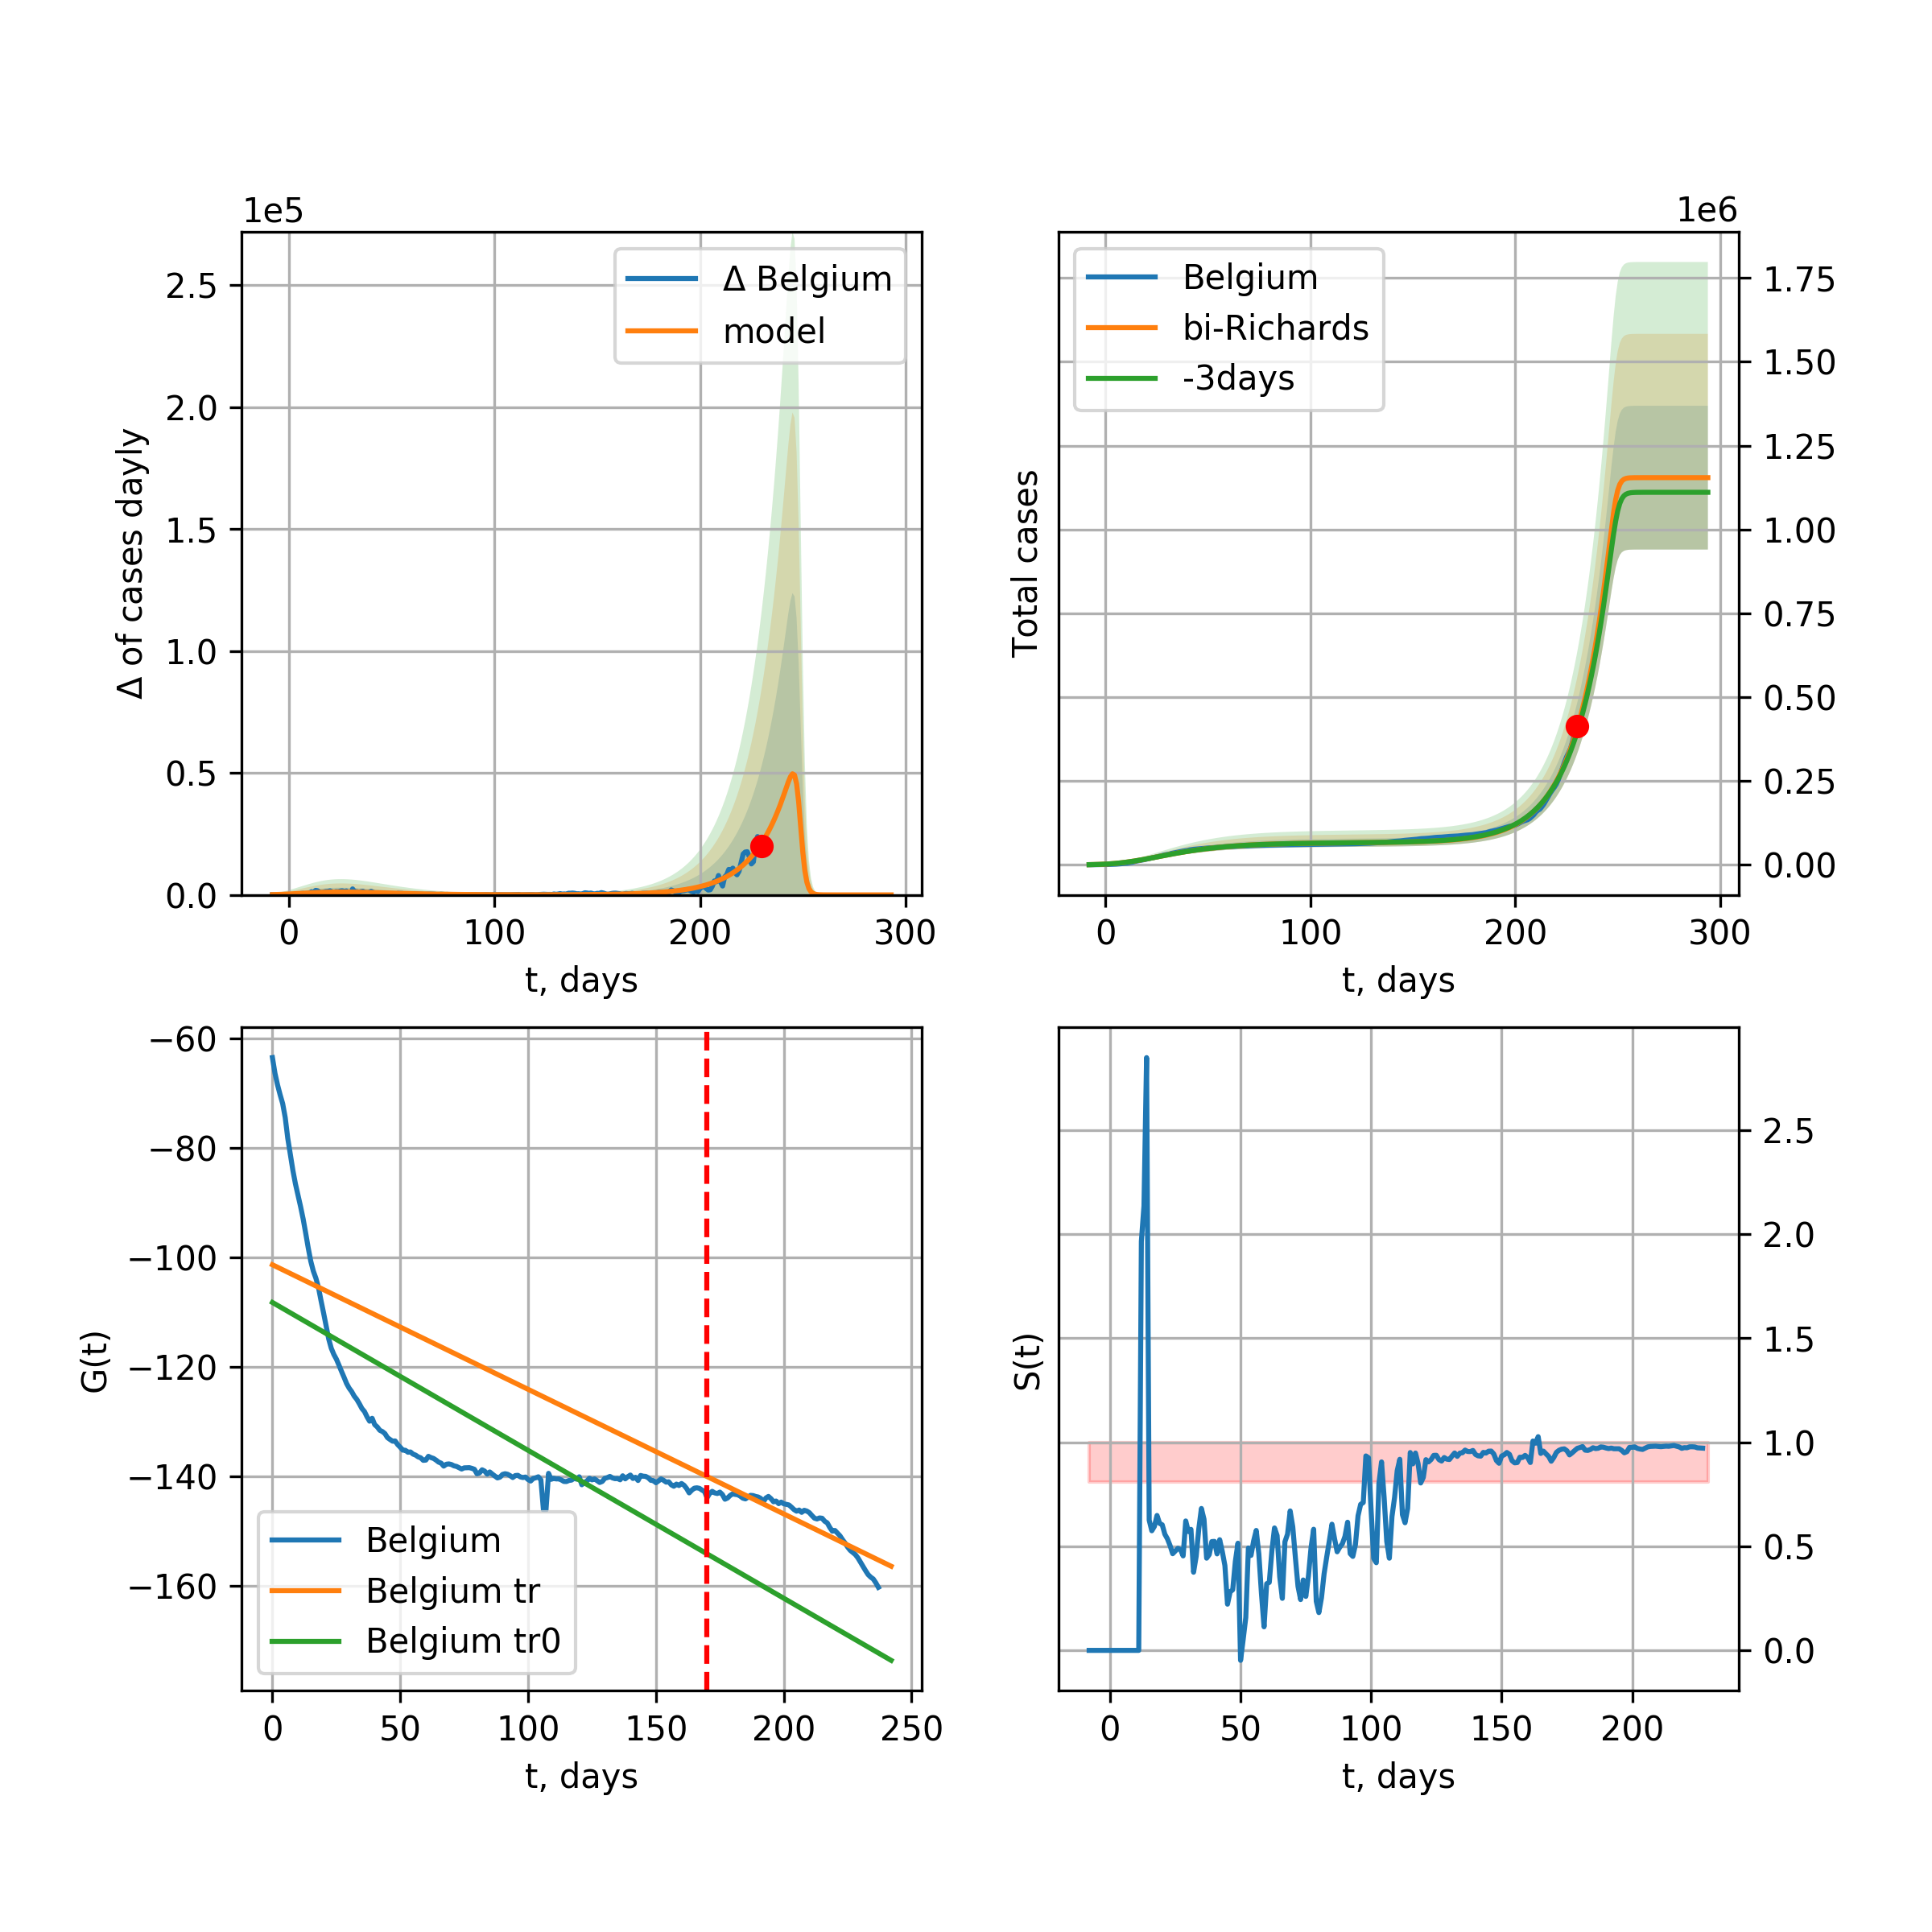 1e5
2.5
2.0
1.5
1.0
0.5
0.0
Δ of cases dayly
Δ Belgium
model
0 100 200 300
t, days
1e6
Belgium
bi-Richards
-3days
Total cases
1.75
1.50
1.25
1.00
0.75
0.50
0.25
0.00
0 100 200 300
t, days
−60
−80
−100
−120
−140
−160
G(t)
Belgium
Belgium tr
Belgium tr0
0 50 100 150 200 250
t, days
S(t)
2.5
2.0
1.5
1.0
0.5
0.0
0 50 100 150 200
t, days